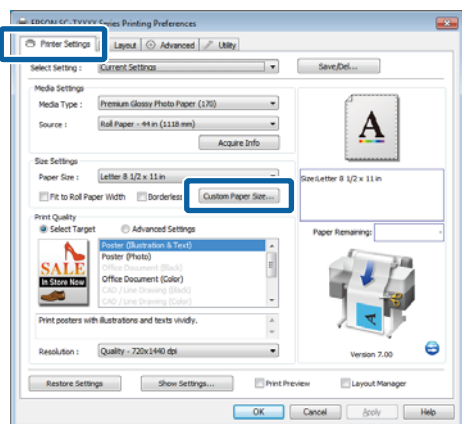 EPSON SC-TXXXX Series Printing Preferences
Printer Settings Layout Advanced Utility
Select Setting : Current Settings Save/Del...
Media Settings
Media Type : Premium Glossy Photo Paper (170)
Source : Roll Paper - 44 in (1118 mm)
Acquire Info
A
Size Settings
Paper Size : Letter 8 1/2 x 11 in
Size:Letter 8 1/2 x 11 in
Fit to Roll Paper Width Borderless Custom Paper Size...
Print Quality
Select Target Advanced Settings
Paper Remaining: -
SALE
In Store Now
Poster (Illustration & Text)
Poster (Photo)
Office Document (Black)
Office Document (Color)
CAD / Line Drawing (Black)
CAD / Line Drawing (Color)
Print posters with illustrations and texts vividly.
Resolution : Quality - 720x1440 dpi
Version 7.00
Restore Settings Show Settings... Print Preview Layout Manager
OK Cancel Apply Help